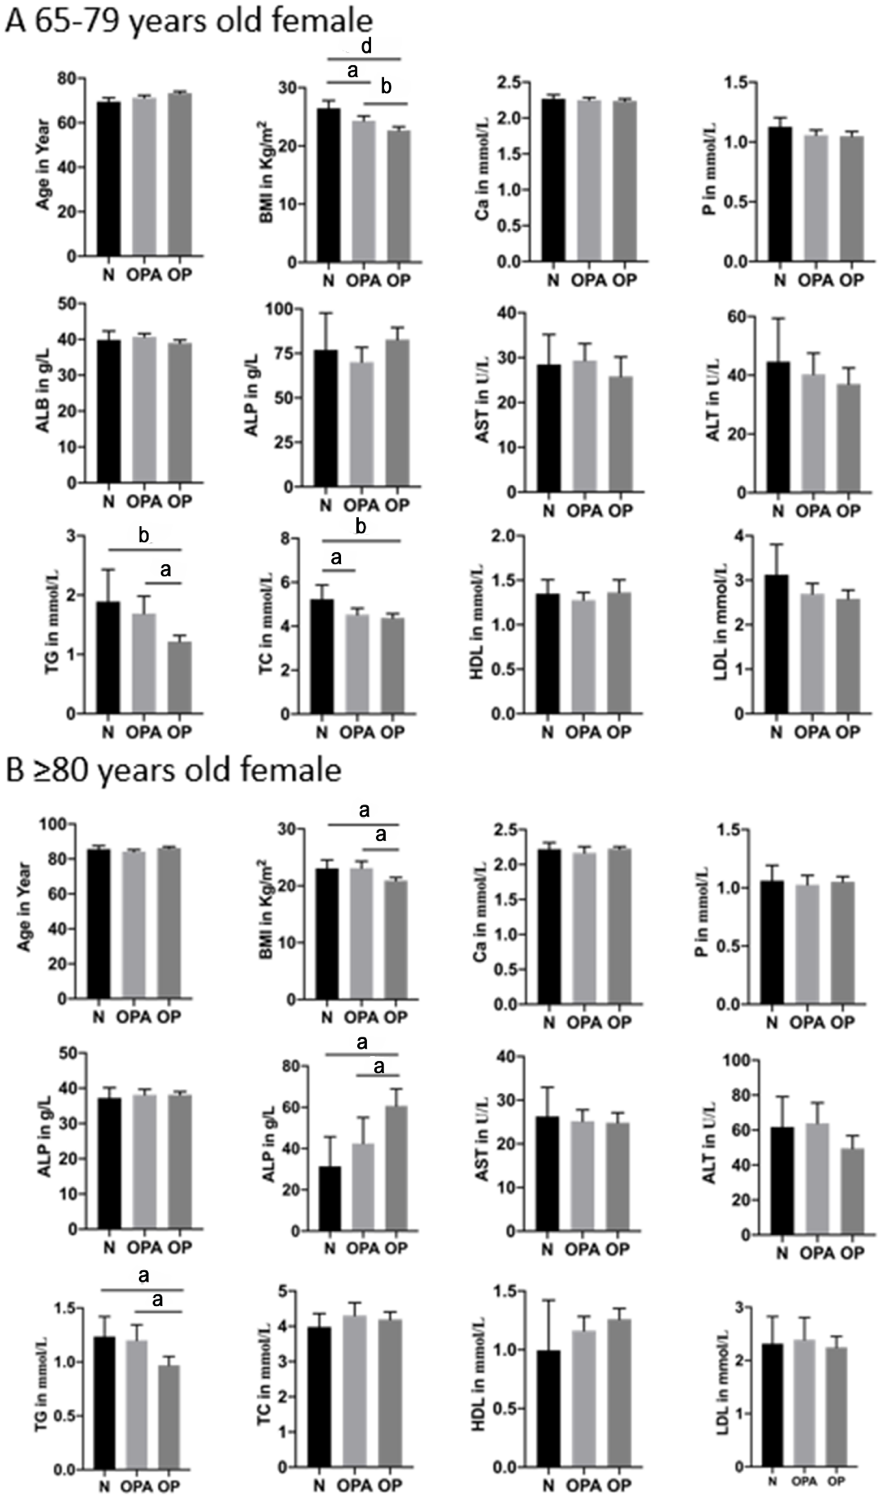 A 65-79 years old female
80
60
40
20
0
Age in Year
N OPA OP
d
a
b
30
20
10
0
BMI in Kg/m2
N OPA OP
2.5
2.0
1.5
1.0
0.5
0.0
Ca in mmol/L
N OPA OP
1.5
1.0
0.5
0.0
P in mmol/L
N OPA OP
50
40
30
20
10
0
ALB in g/L
N OPA OP
100
75
50
25
0
ALP in g/L
N OPA OP
40
30
20
10
0
AST in U/L
N OPA OP
60
40
20
0
ALT in U/L
N OPA OP
b
a
3
2
1
0
TG in mmol/L
N OPA OP
b
a
8
6
4
2
0
TC in mmol/L
N OPA OP
2.0
1.5
1.0
0.5
0.0
HDL in mmol/L
N OPA OP
4
3
2
1
0
LDL in mmol/L
N OPA OP
B ≥80 years old female
100
80
60
40
20
0
Age in Year
N OPA OP
a
a
30
20
10
0
BMI in Kg/m2
N OPA OP
2.5
2.0
1.5
1.0
0.5
0.0
Ca in mmol/L
N OPA OP
1.5
1.0
0.5
0.0
P in mmol/L
N OPA OP
50
40
30
20
10
0
ALP in g/L
N OPA OP
a
a
80
60
40
20
0
ALP in g/L
N OPA OP
40
30
20
10
0
AST in U/L
N OPA OP
100
80
60
40
20
0
ALT in U/L
N OPA OP
a
a
1.5
1.0
0.5
0.0
TG in mmol/L
N OPA OP
5
4
3
2
1
0
TC in mmol/L
N OPA OP
1.5
1.0
0.5
0.0
HDL in mmol/L
N OPA OP
3
2
1
0
LDL in mmol/L
N OPA OP